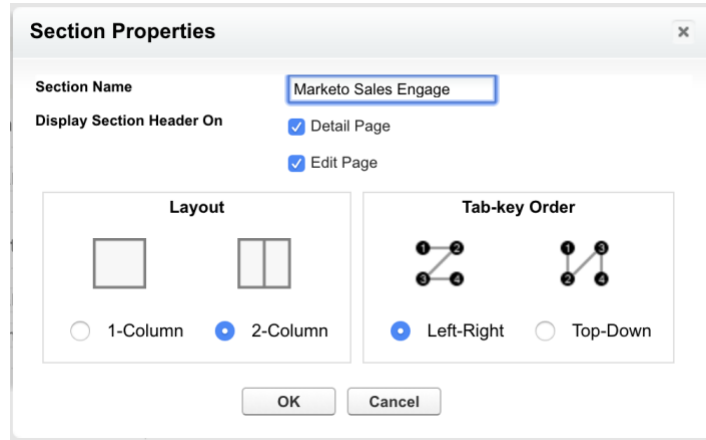 Section Properties
Section Name Marketo Sales Engage
Display Section Header On Detail Page
Edit Page
Layout Tab-key Order
1 2 1 3
3 4 2 4
1-Column 2-Column Left-Right Top-Down
OK Cancel